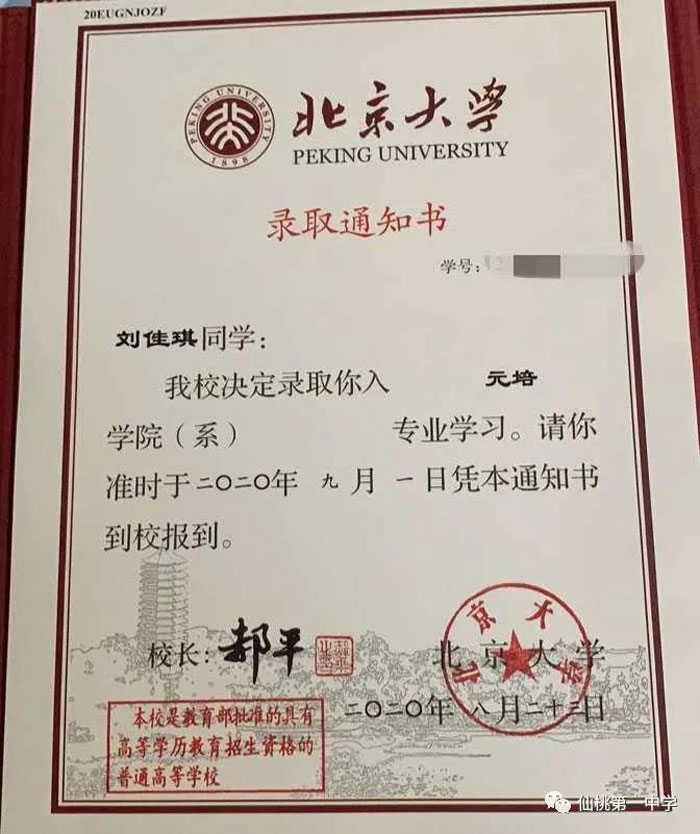 20EUGNJOZF
PEKING UNIVERSITY
1898
北京大学
PEKING UNIVERSITY
录取通知书
学号:
刘佳琪同学:
我校决定录取你入 元培
学院(系) 专业学习。请你
准时于二〇二〇年 九 月 一 日凭本通知书
到校报到。
校长: 郝平
北京大学
北京大学
二〇二〇年 八 月二十三日
本校是教育部批准的具有
高等学历教育招生资格的
普通高等学校
仙桃第一中学